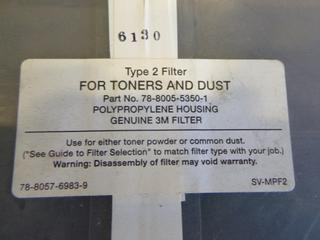 6130
Type 2 Filter
FOR TONERS AND DUST
Part No. 78-8005-5350-1
POLYPROPYLENE HOUSING
GENUINE 3M FILTER
Use for either toner powder or common dust.
("See Guide to Filter Selection" to match filter type with your job.)
Warning: Disassembly of filter may void warranty.
78-8057-6983-9 SV-MPF2